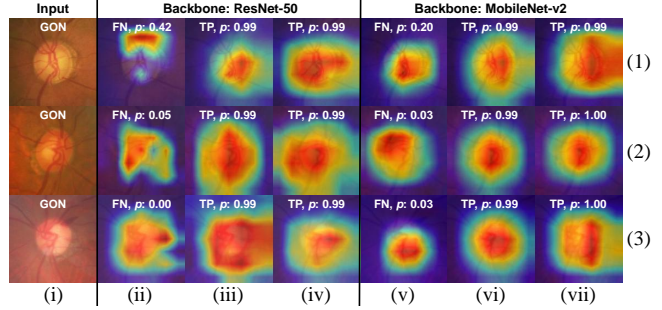 Input Backbone: ResNet-50 Backbone: MobileNet-v2
GON FN, p: 0.42 TP, p: 0.99 TP, p: 0.99 FN, p: 0.20 TP, p: 0.99 TP, p: 0.99
(1)
GON FN, p: 0.05 TP, p: 0.99 TP, p: 0.99 FN, p: 0.03 TP, p: 0.99 TP, p: 1.00
(2)
GON FN, p: 0.00 TP, p: 0.99 TP, p: 0.99 FN, p: 0.03 TP, p: 0.99 TP, p: 1.00
(3)
(i) (ii) (iii) (iv) (v) (vi) (vii)